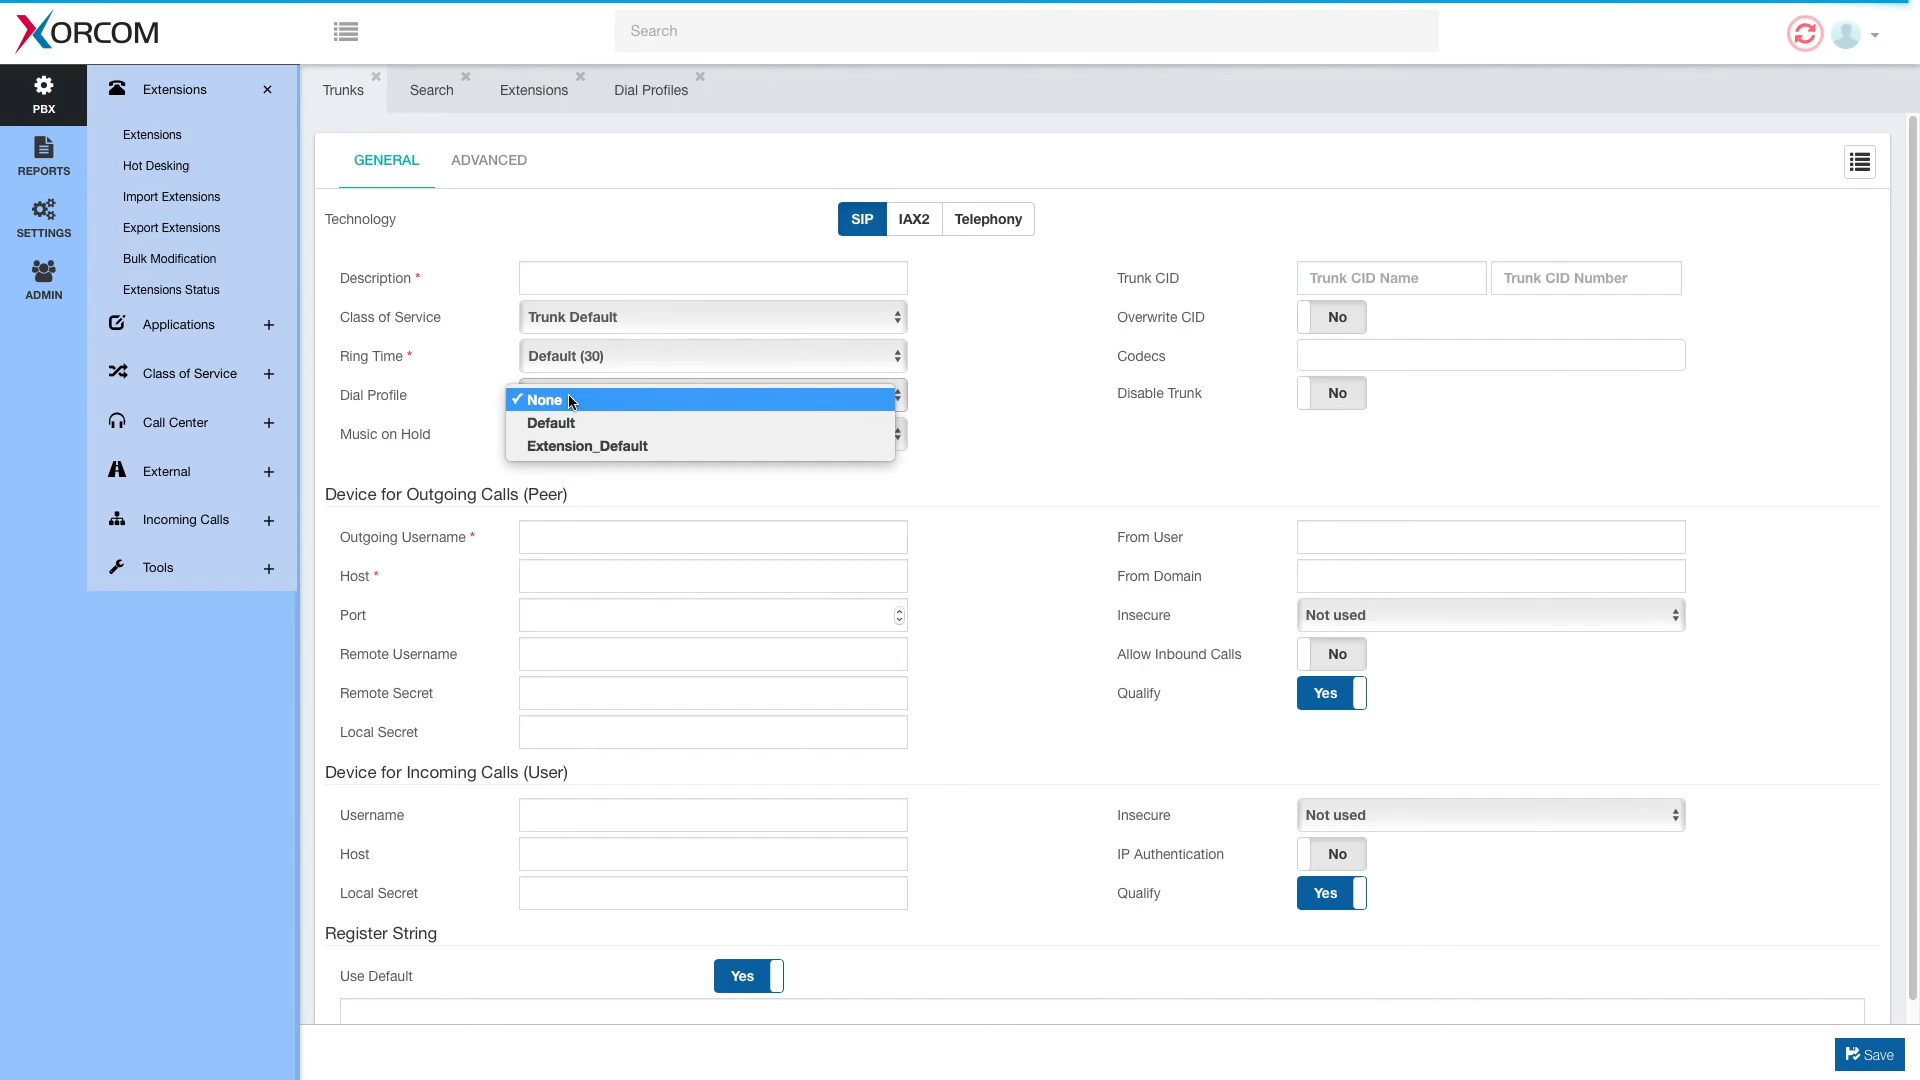 XORCOM
Search
PBX
REPORTS
SETTINGS
ADMIN
Extensions
Extensions
Hot Desking
Import Extensions
Export Extensions
Bulk Modification
Extensions Status
Applications
Class of Service
Call Center
External
Incoming Calls
Tools
Trunks
Search
Extensions
Dial Profiles
GENERAL
ADVANCED
Technology
SIP
IAX2
Telephony
Description *
Class of Service
Trunk Default
Ring Time *
Default (30)
Dial Profile
✓ None
Default
Extension_Default
Music on Hold
Trunk CID
Trunk CID Name
Trunk CID Number
Overwrite CID
No
Codecs
Disable Trunk
No
Device for Outgoing Calls (Peer)
Outgoing Username *
Host *
Port
Remote Username
Remote Secret
Local Secret
From User
From Domain
Insecure
Not used
Allow Inbound Calls
No
Qualify
Yes
Device for Incoming Calls (User)
Username
Host
Local Secret
Insecure
Not used
IP Authentication
No
Qualify
Yes
Register String
Use Default
Yes
Save